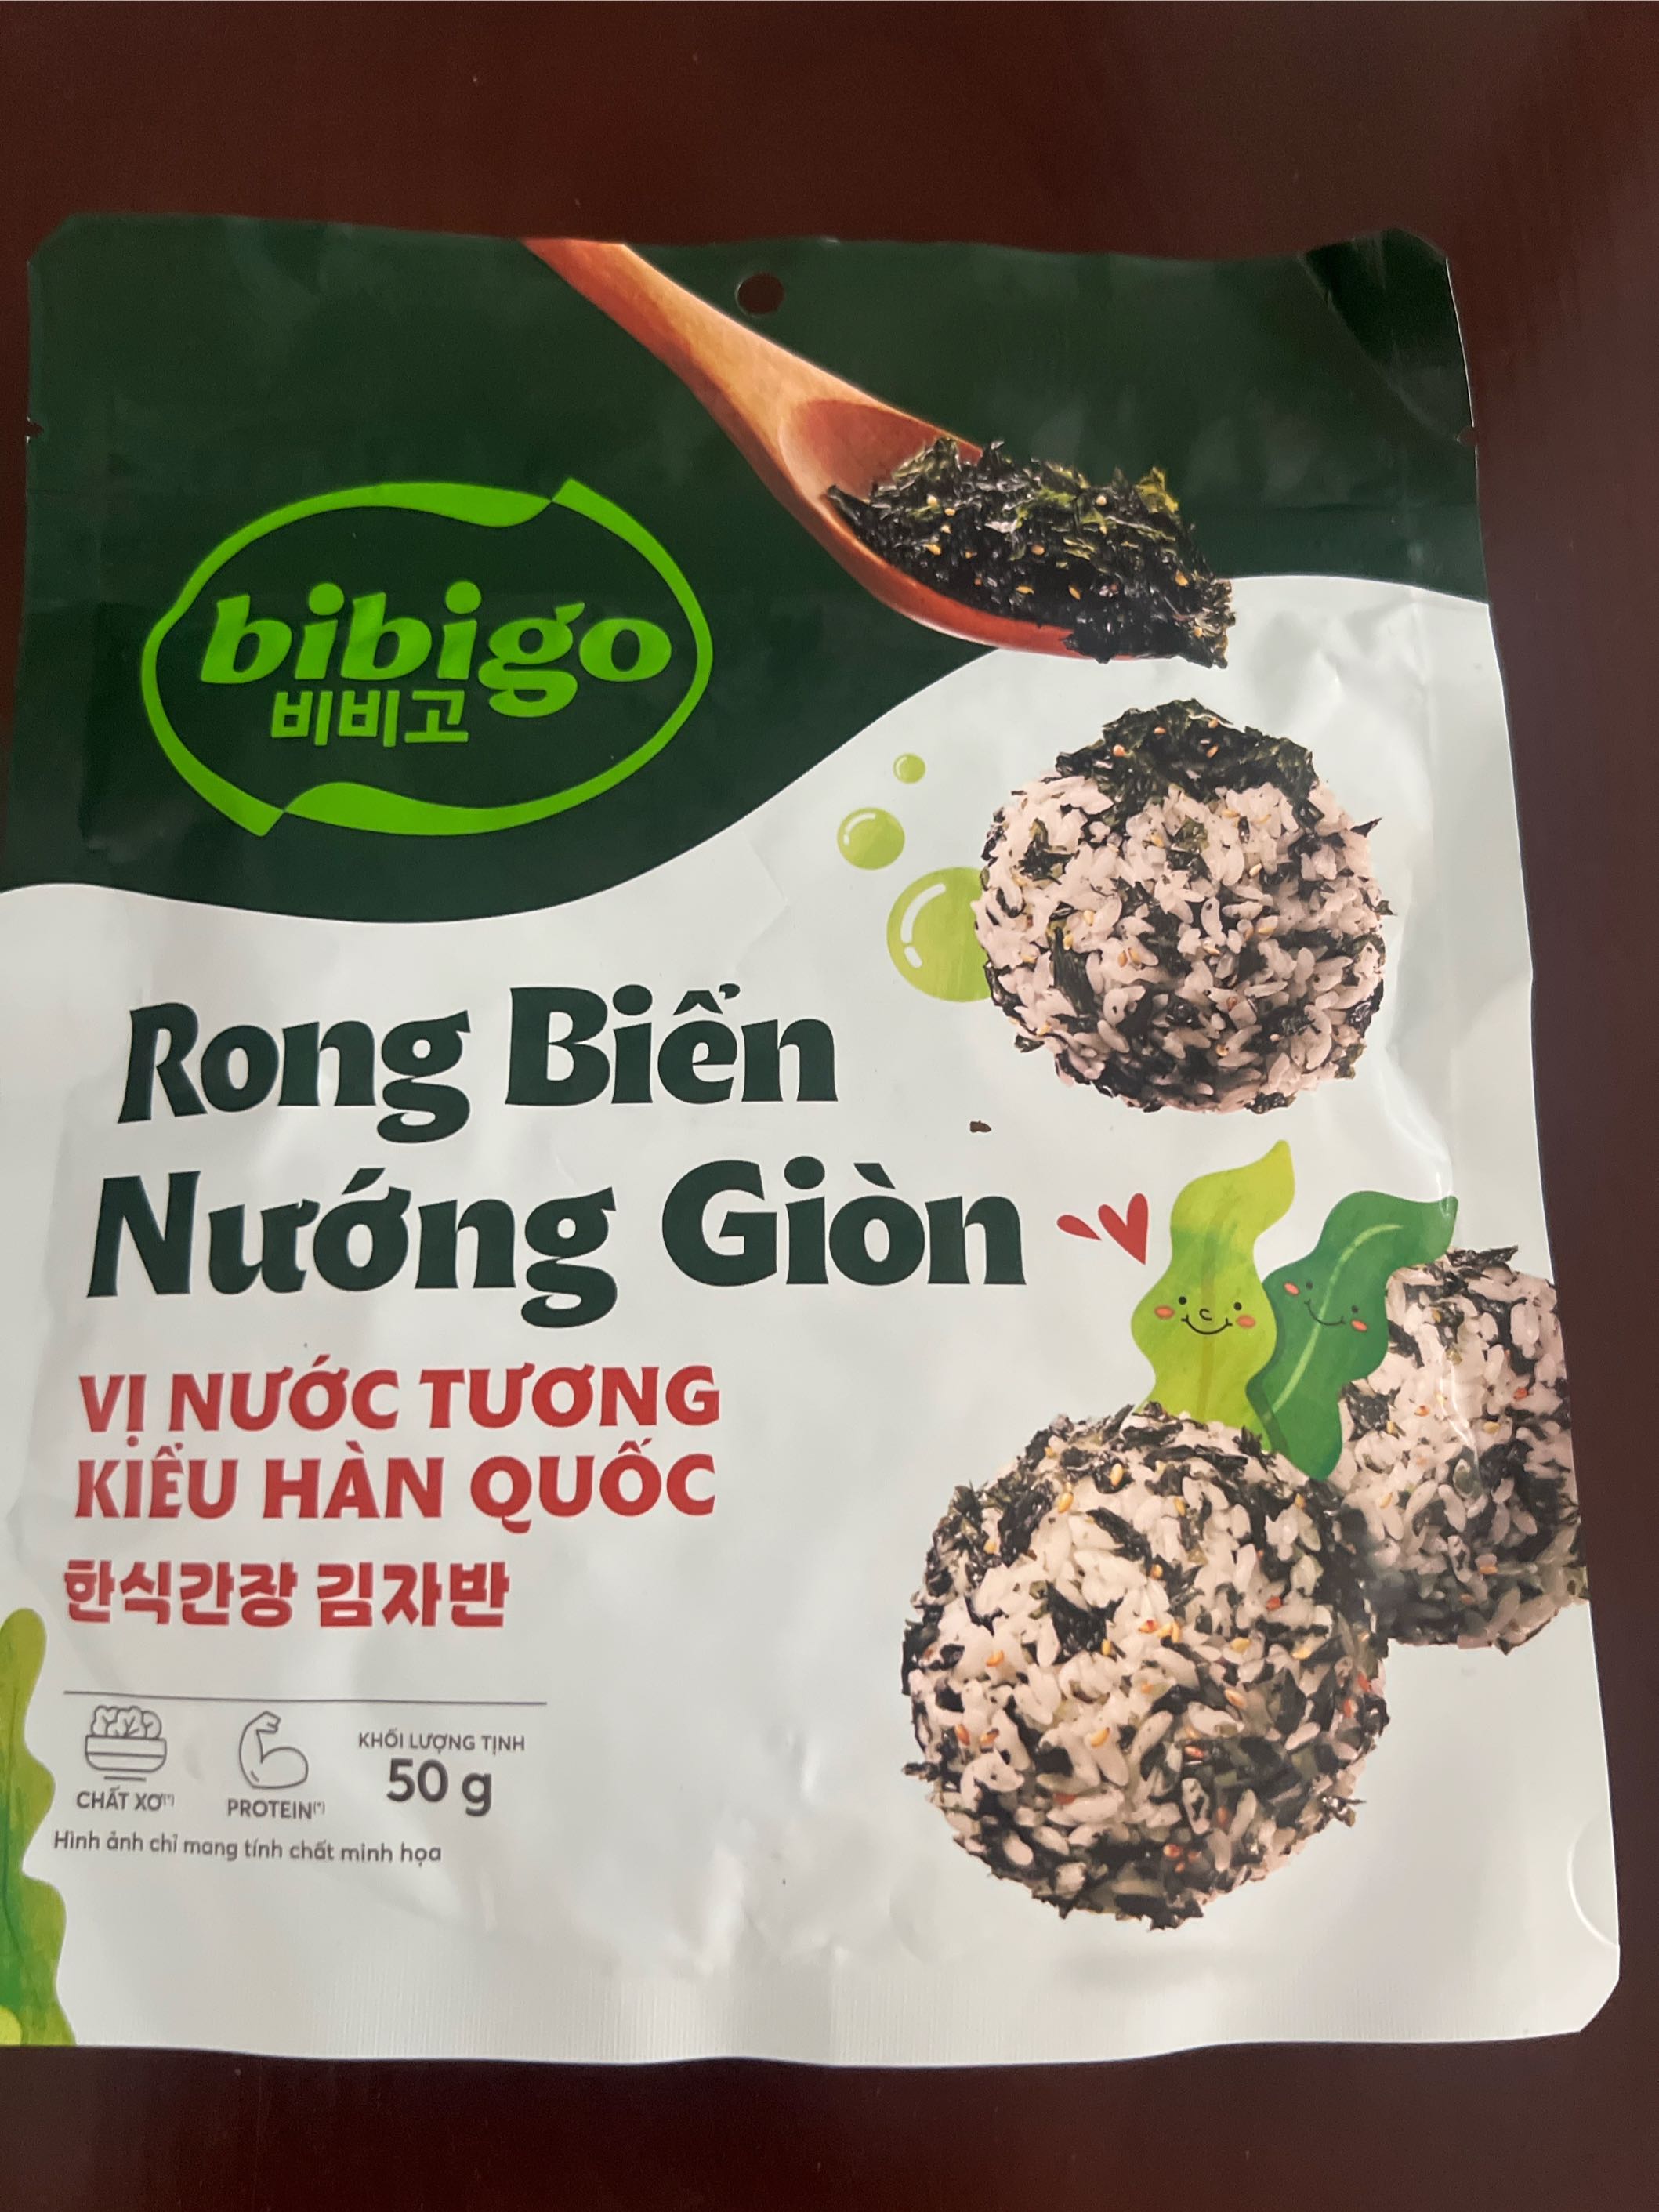 bibigo
비비고
Rong Biển
Nướng Giòn
VỊ NƯỚC TƯƠNG
KIỂU HÀN QUỐC
한식간장 김자반
CHẤT XƠ(*)
PROTEIN(*)
KHỐI LƯỢNG TỊNH
50 g
Hình ảnh chỉ mang tính chất minh họa